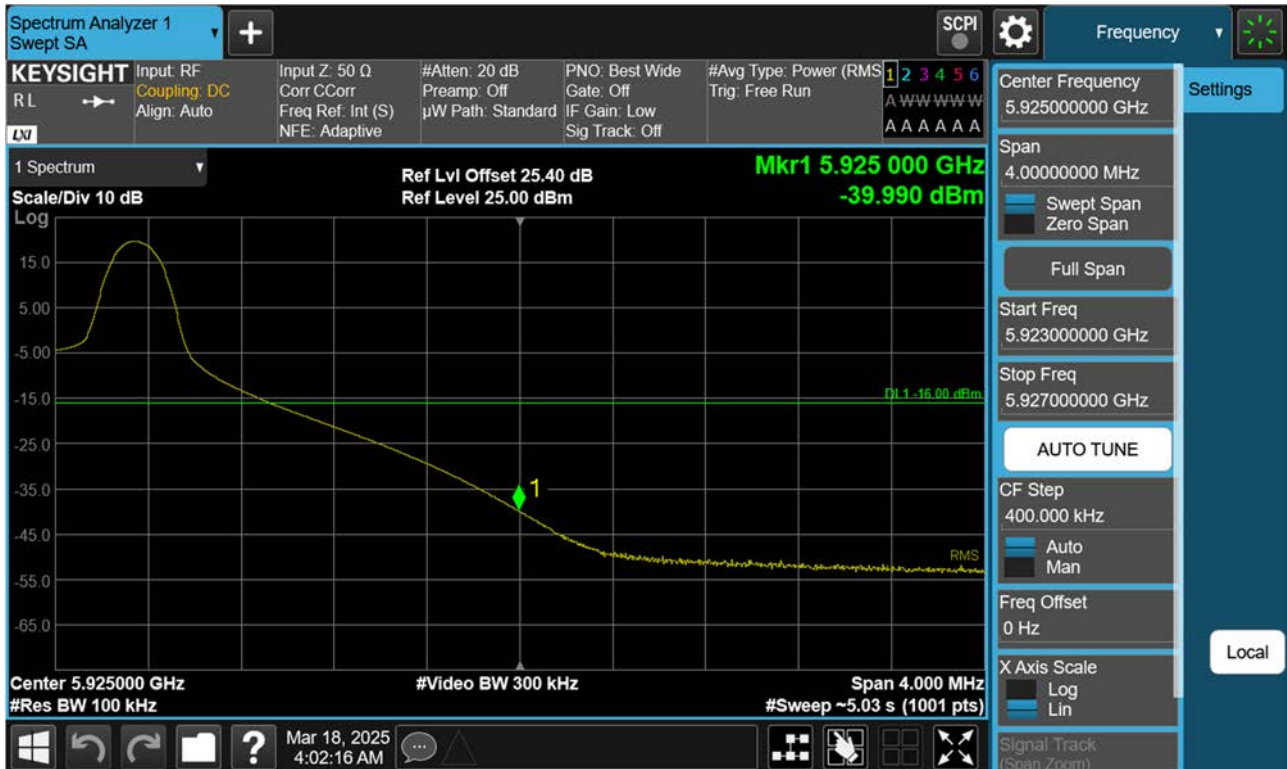 Spectrum Analyzer 1
Swept SA
+
SCPI
Frequency
KEYSIGHT
RL
LXI
Input: RF
Coupling: DC
Align: Auto
Input Z: 50 Ω
Corr CCorr
Freq Ref: Int (S)
NFE: Adaptive
#Atten: 20 dB
Preamp: Off
µW Path: Standard
PNO: Best Wide
Gate: Off
IF Gain: Low
Sig Track: Off
#Avg Type: Power (RMS
Trig: Free Run
1 2 3 4 5 6
A W W W W W
A A A A A A
1 Spectrum
Scale/Div 10 dB
Log
Ref Lvl Offset 25.40 dB
Ref Level 25.00 dBm
Mkr1 5.925 000 GHz
-39.990 dBm
15.0
5.00
-5.00
-15.0
-25.0
-35.0
-45.0
-55.0
-65.0
DL1 -16.00 dBm
1
RMS
Center 5.925000 GHz
#Res BW 100 kHz
#Video BW 300 kHz
Span 4.000 MHz
#Sweep ~5.03 s (1001 pts)
Center Frequency
5.925000000 GHz
Settings
Span
4.00000000 MHz
Swept Span
Zero Span
Full Span
Start Freq
5.923000000 GHz
Stop Freq
5.927000000 GHz
AUTO TUNE
CF Step
400.000 kHz
Auto
Man
Freq Offset
0 Hz
X Axis Scale
Log
Lin
Local
Signal Track
(Span Zoom)
?
Mar 18, 2025
4:02:16 AM